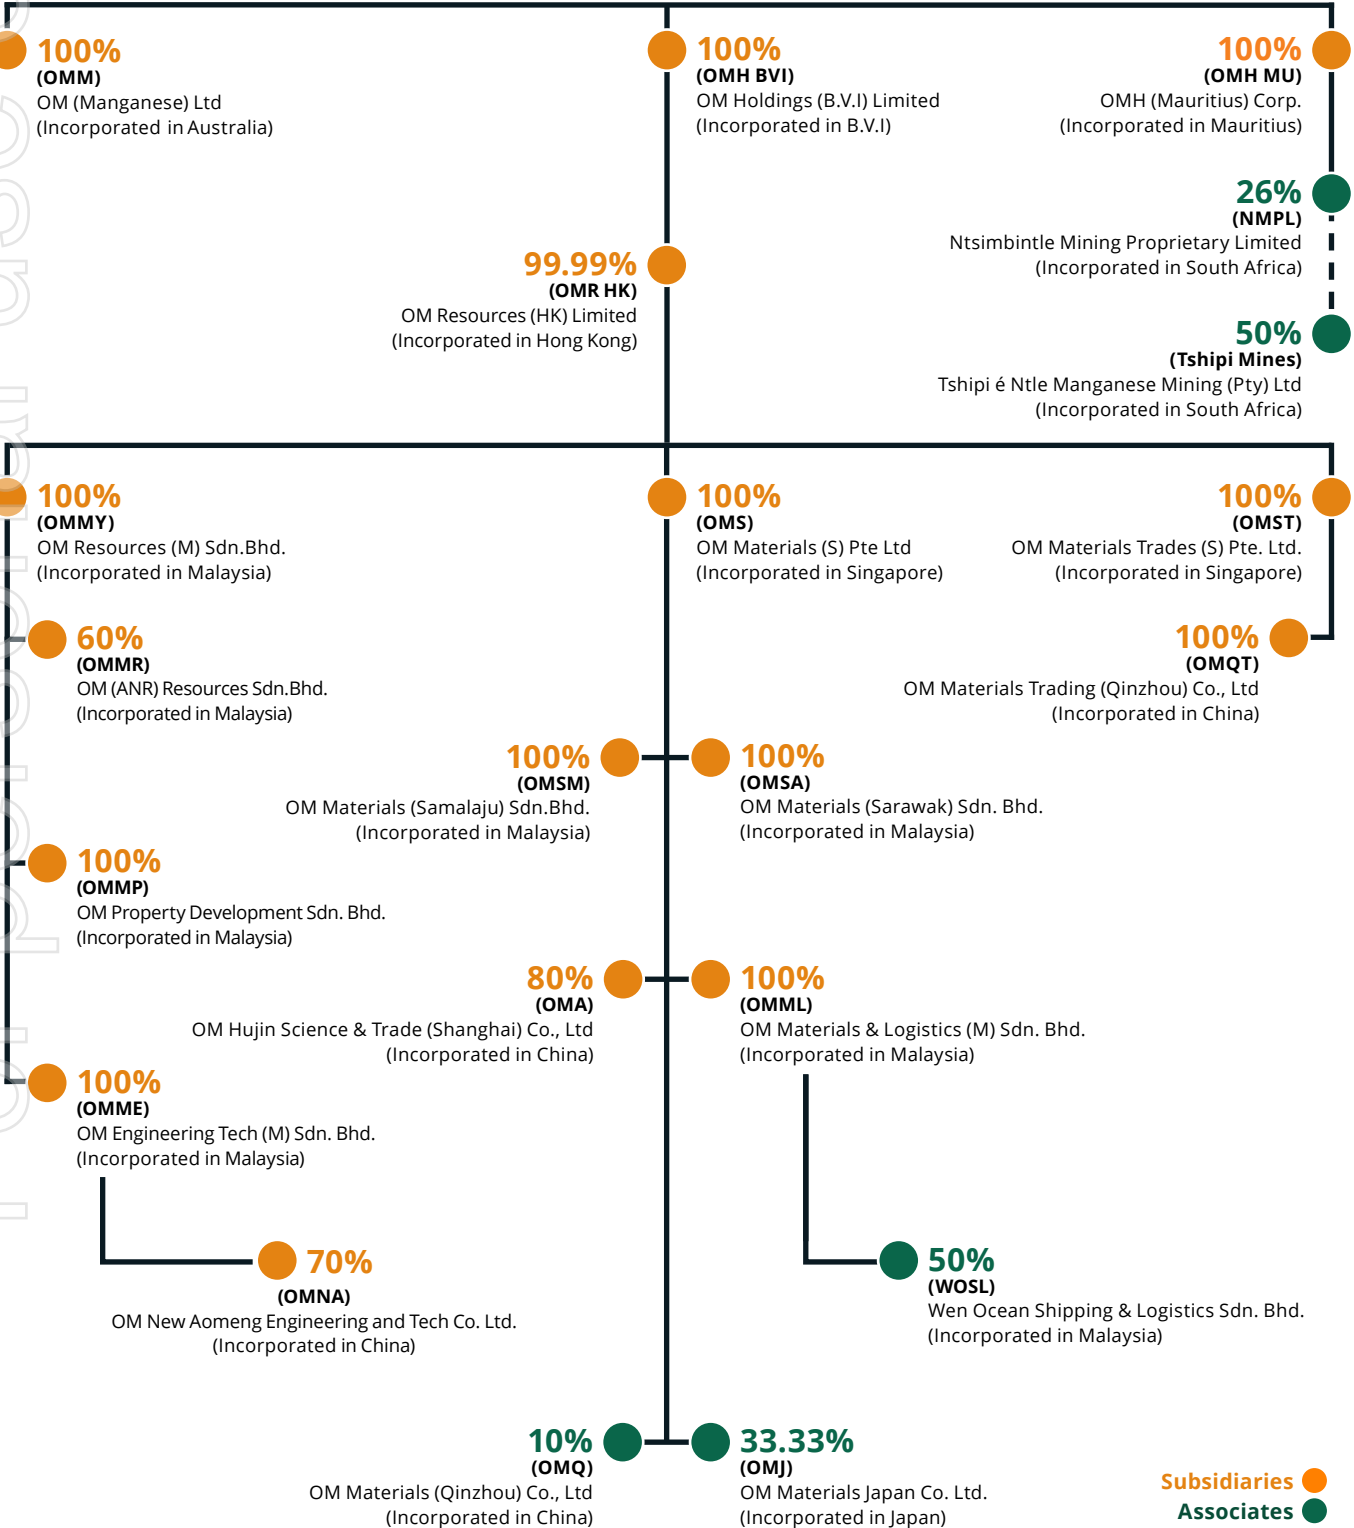 100%
(OMM)
OM (Manganese) Ltd
(Incorporated in Australia)
100%
(OMH BVI)
OM Holdings (B.V.I) Limited
(Incorporated in B.V.I)
100%
(OMH MU)
OMH (Mauritius) Corp.
(Incorporated in Mauritius)
26%
(NMPL)
Ntsimbintle Mining Proprietary Limited
(Incorporated in South Africa)
99.99%
(OMR HK)
OM Resources (HK) Limited
(Incorporated in Hong Kong)
50%
(Tshipi Mines)
Tshipi é Ntle Manganese Mining (Pty) Ltd
(Incorporated in South Africa)
100%
(OMMY)
OM Resources (M) Sdn.Bhd.
(Incorporated in Malaysia)
100%
(OMS)
OM Materials (S) Pte Ltd
(Incorporated in Singapore)
100%
(OMST)
OM Materials Trades (S) Pte. Ltd.
(Incorporated in Singapore)
60%
(OMMR)
OM (ANR) Resources Sdn.Bhd.
(Incorporated in Malaysia)
100%
(OMQT)
OM Materials Trading (Qinzhou) Co., Ltd
(Incorporated in China)
100%
(OMSM)
OM Materials (Samalaju) Sdn.Bhd.
(Incorporated in Malaysia)
100%
(OMSA)
OM Materials (Sarawak) Sdn. Bhd.
(Incorporated in Malaysia)
100%
(OMMP)
OM Property Development Sdn. Bhd.
(Incorporated in Malaysia)
80%
(OMA)
OM Hujin Science & Trade (Shanghai) Co., Ltd
(Incorporated in China)
100%
(OMML)
OM Materials & Logistics (M) Sdn. Bhd.
(Incorporated in Malaysia)
100%
(OMME)
OM Engineering Tech (M) Sdn. Bhd.
(Incorporated in Malaysia)
70%
(OMNA)
OM New Aomeng Engineering and Tech Co. Ltd.
(Incorporated in China)
50%
(WOSL)
Wen Ocean Shipping & Logistics Sdn. Bhd.
(Incorporated in Malaysia)
10%
(OMQ)
OM Materials (Qinzhou) Co., Ltd
(Incorporated in China)
33.33%
(OMJ)
OM Materials Japan Co. Ltd.
(Incorporated in Japan)
Subsidiaries
Associates